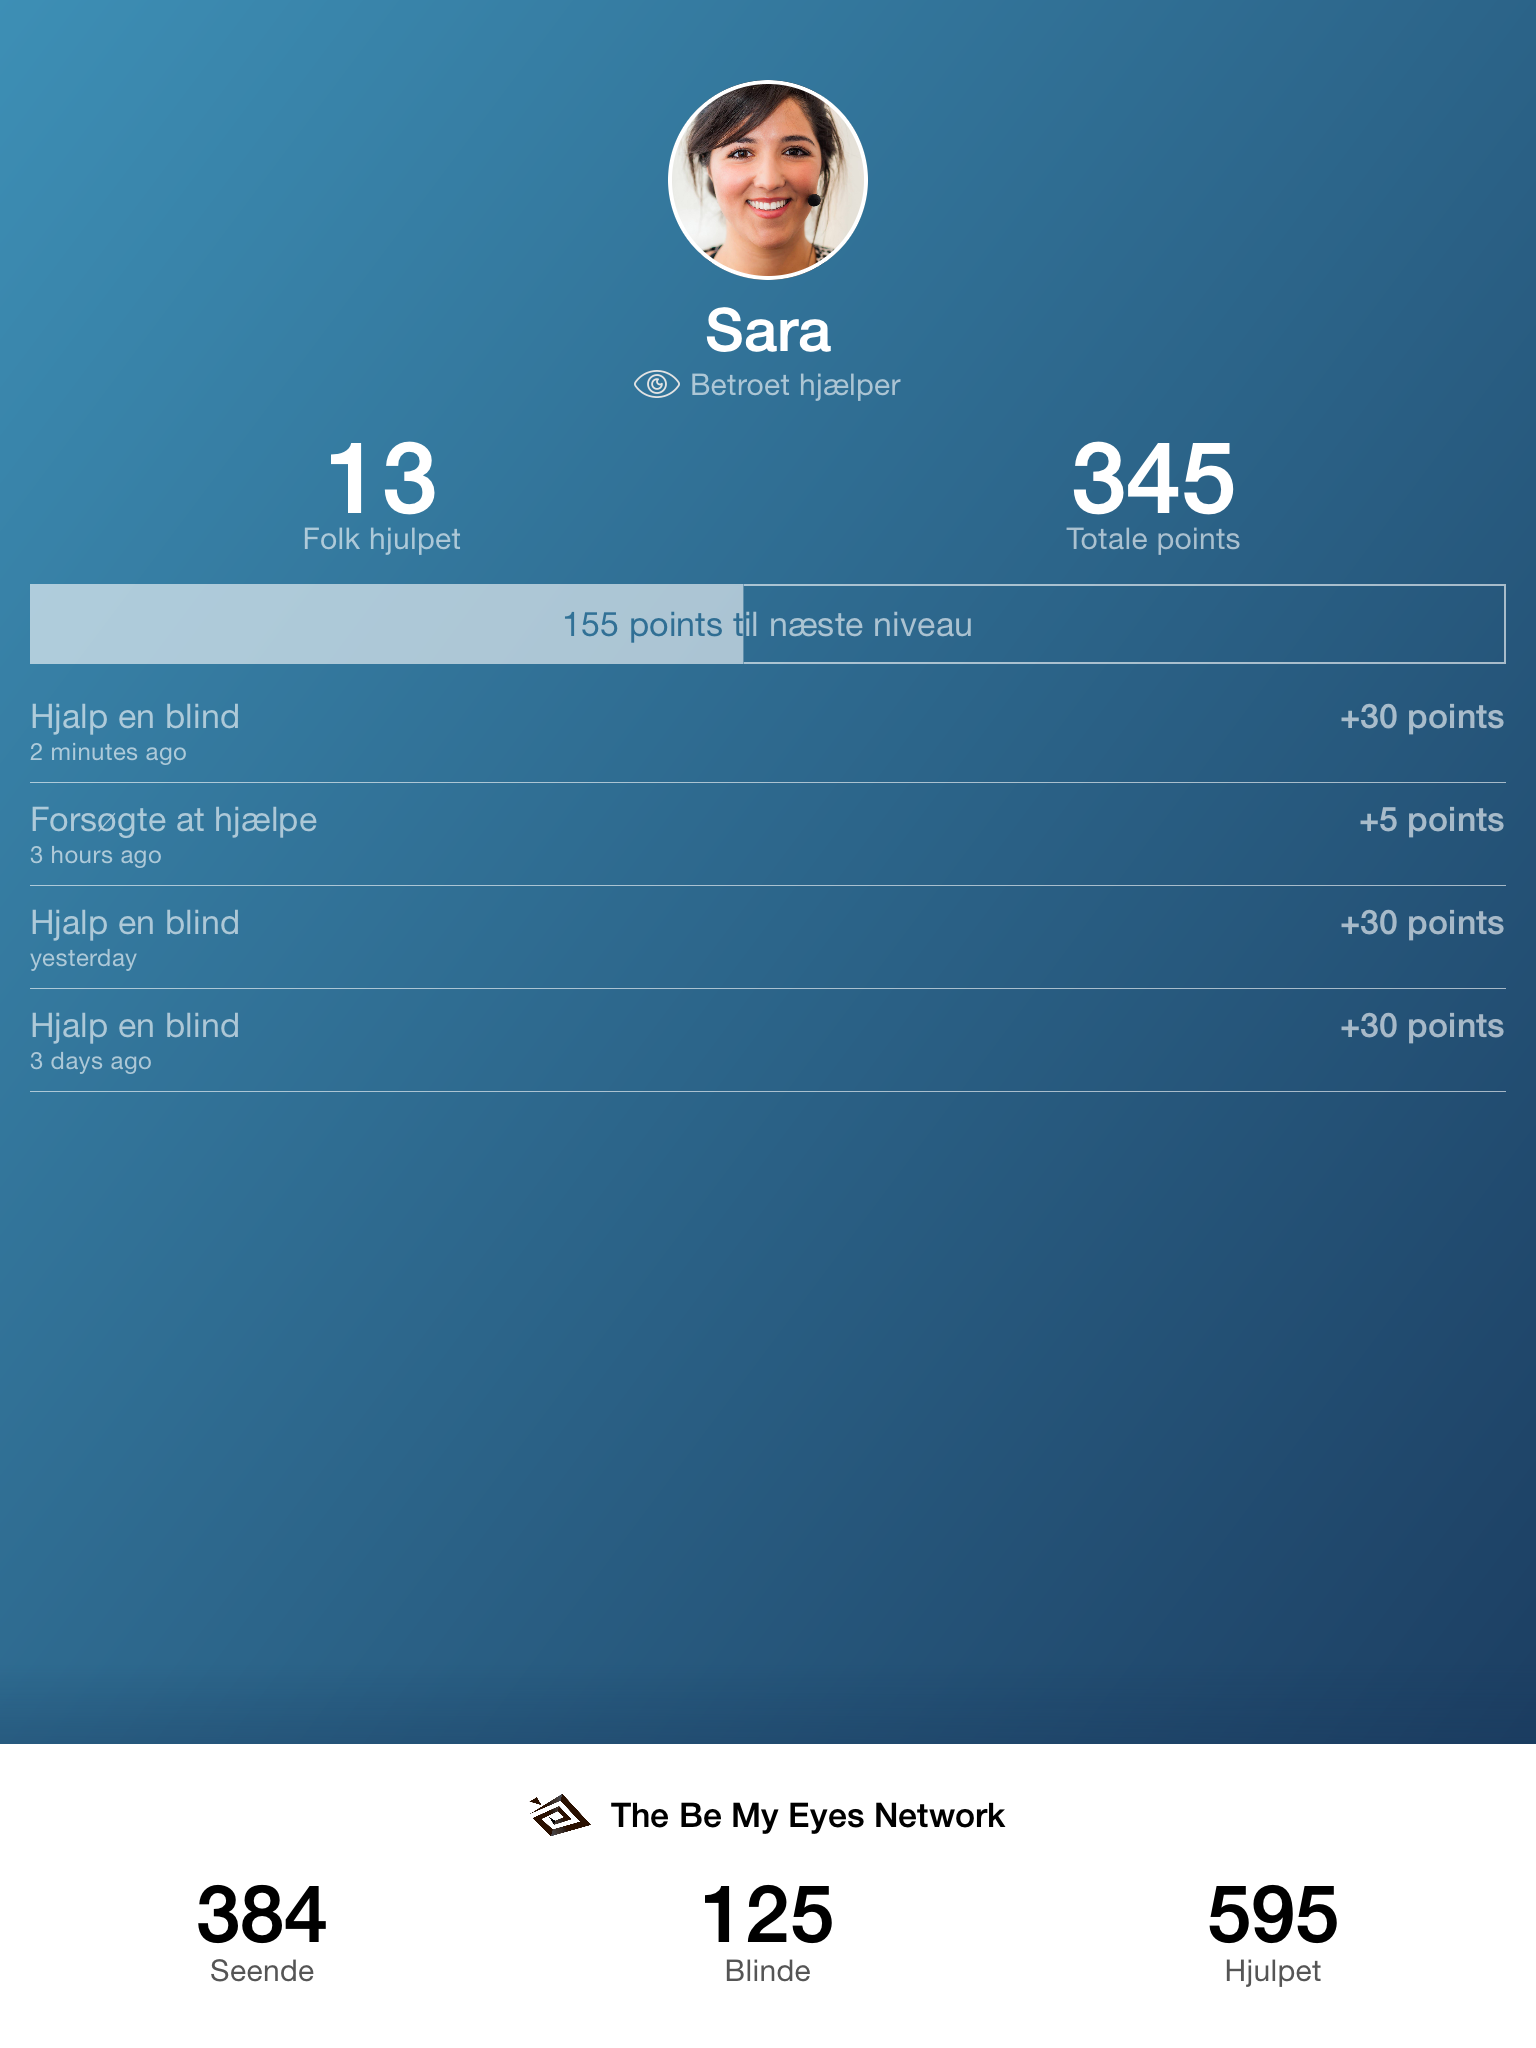 Sara
Betroet hjælper
13
Folk hjulpet
345
Totale points
155 points til næste niveau
Hjalp en blind
+30 points
2 minutes ago
Forsøgte at hjælpe
+5 points
3 hours ago
Hjalp en blind
+30 points
yesterday
Hjalp en blind
+30 points
3 days ago
The Be My Eyes Network
384
Seende
125
Blinde
595
Hjulpet